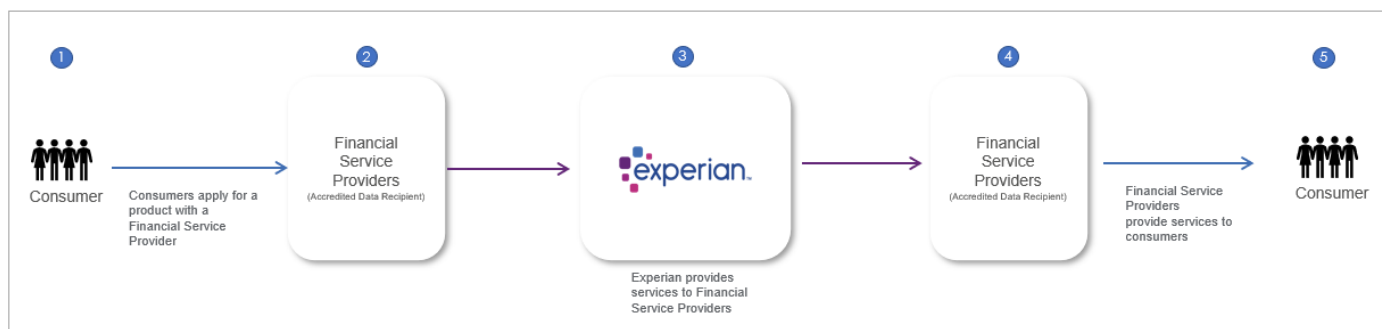 1
2
3
4
5
Consumer
Consumers apply for a
product with a
Financial Service
Provider
Financial
Service
Providers
(Accredited Data Recipient)
experian™
Experian provides
services to Financial
Service Providers
Financial
Service
Providers
(Accredited Data Recipient)
Financial Service
Providers
provide services to
consumers
Consumer